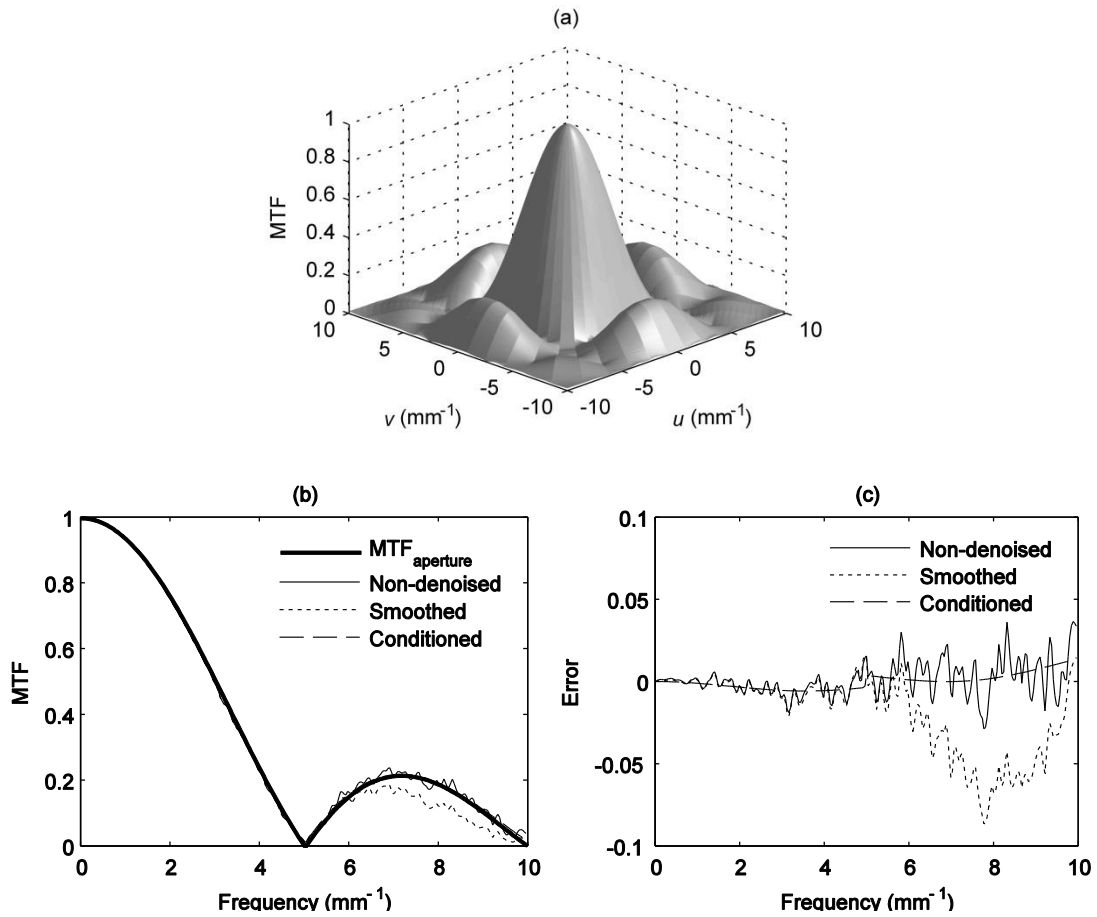 (a)
1
0.8
0.6
0.4
0.2
0
MTF
10
5
0
-5
-10
v (mm⁻¹)
-10
-5
0
5
10
u (mm⁻¹)
(b)
1
0.8
0.6
0.4
0.2
0
MTF
MTFaperture
Non-denoised
Smoothed
Conditioned
0 2 4 6 8 10
Frequency (mm⁻¹)
(c)
0.1
0.05
0
-0.05
-0.1
Error
Non-denoised
Smoothed
Conditioned
0 2 4 6 8 10
Frequency (mm⁻¹)